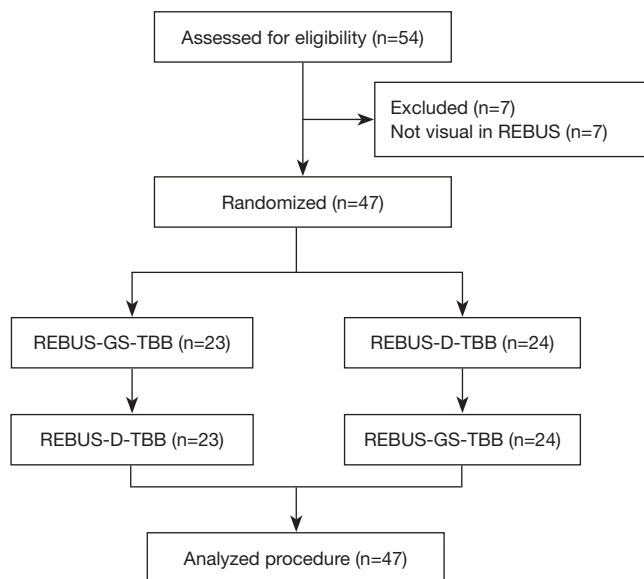 Assessed for eligibility (n=54)
Excluded (n=7)
Not visual in REBUS (n=7)
Randomized (n=47)
REBUS-GS-TBB (n=23)
REBUS-D-TBB (n=24)
REBUS-D-TBB (n=23)
REBUS-GS-TBB (n=24)
Analyzed procedure (n=47)